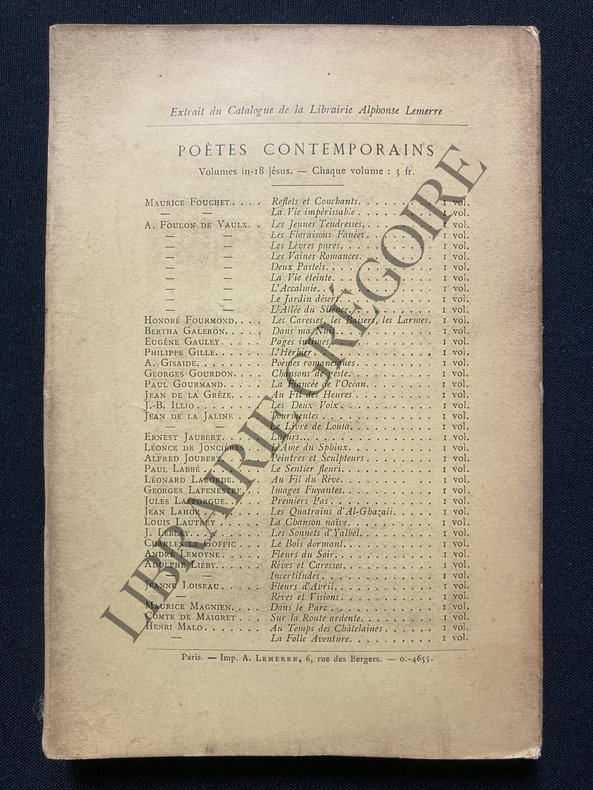 Extrait du Catalogue de la Librairie Alphonse Lemerre
POÈTES CONTEMPORAINS
Volumes in-18 jésus. — Chaque volume : 3 fr.
MAURICE FOUCHET. . . . Reflets et Couchants. . . . . . . . 1 vol.
— — La Vie impérissable . . . . . . . . 1 vol.
A. FOULON DE VAULX. . Les Jeunes Tendresses. . . . . . . . 1 vol.
— — Les Floraisons Fanées . . . . . . . . 1 vol.
— — Les Lèvres pures. . . . . . . . . . 1 vol.
— — Les Vaines Romances. . . . . . . . 1 vol.
— — Deux Pastels. . . . . . . . . . . 1 vol.
— — La Vie éteinte. . . . . . . . . . 1 vol.
— — L'Accalmie. . . . . . . . . . . 1 vol.
— — Le Jardin désert. . . . . . . . . 1 vol.
— — L'Allée du Silence. . . . . . . . 1 vol.
HONORÉ FOURMOND. . . . Les Caresses, les Baisers, les Larmes. 1 vol.
BERTHA GALERON. . . . . Dans ma Nuit. . . . . . . . . . 1 vol.
EUGÈNE GAULEY. . . . . Pages intimes. . . . . . . . . . 1 vol.
PHILIPPE GILLE. . . . . . L'Herbier. . . . . . . . . . . 1 vol.
A. GISAIDE. . . . . . . Poèmes romanesques . . . . . . . . 1 vol.
GEORGES GOURDON. . . . Chansons de geste. . . . . . . . . 1 vol.
PAUL GOURMAND. . . . . La Fiancée de l'Océan. . . . . . . 1 vol.
JEAN DE LA GRÈZE. . . . Au Fil des Heures . . . . . . . . 1 vol.
J.-B. ILLIO . . . . . . . Les Deux Voix. . . . . . . . . . 1 vol.
JEAN DE LA JALINE . . . Tourmentes . . . . . . . . . . . 1 vol.
— Le Livre de Louta. . . . . . . . . 1 vol.
ERNEST JAUBERT. . . . . Lueurs... . . . . . . . . . . . 1 vol.
LÉONCE DE JONCIÈRES. . L'Ame du Sphinx. . . . . . . . . 1 vol.
ALFRED JOUBERT. . . . . Peintres et Sculpteurs . . . . . . . 1 vol.
PAUL LABBÉ . . . . . . Le Sentier fleuri. . . . . . . . . 1 vol.
LÉONARD LABORDE. . . . Au Fil du Rêve. . . . . . . . . . 1 vol.
GEORGES LAFENESTRE. . . Images Fuyantes. . . . . . . . . 1 vol.
JULES LAFFORGUE. . . . Premiers Pas . . . . . . . . . . 1 vol.
JEAN LAHOR . . . . . . Les Quatrains d'Al-Ghazali. . . . . 1 vol.
LOUIS LAUTREY . . . . . La Chanson naïve. . . . . . . . . 1 vol.
J. LEBLAY. . . . . . . Les Sonnets d'Yalbel. . . . . . . . 1 vol.
CHARLES LE GOFFIC . . . Le Bois dormant. . . . . . . . . 1 vol.
ANDRÉ LEMOYNE. . . . . Fleurs du Soir. . . . . . . . . . 1 vol.
ADOLPHE LIÉBY. . . . . Rêves et Caresses. . . . . . . . . 1 vol.
— Incertitudes . . . . . . . . . . . 1 vol.
JEANNE LOISEAU. . . . . Fleurs d'Avril. . . . . . . . . . 1 vol.
— Rêves et Visions. . . . . . . . . 1 vol.
MAURICE MAGNIEN. . . . Dans le Parc . . . . . . . . . . 1 vol.
COMTE DE MAIGRET . . . Sur la Route ardente. . . . . . . . 1 vol.
HENRI MALO. . . . . . . Au Temps des Châtelaines . . . . . 1 vol.
— La Folle Aventure. . . . . . . . . 1 vol.
Paris. — Imp. A. LEMERRE, 6, rue des Bergers. — 0.-4655.
LIBRAIRIE GRÉGOIRE